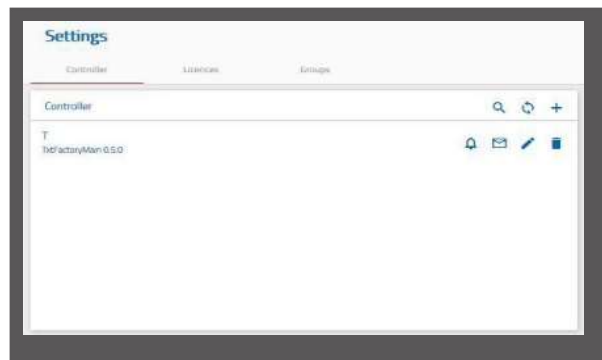 Settings
Controller Licences Groups
Controller
T
TxtFactoryMain 0.5.0